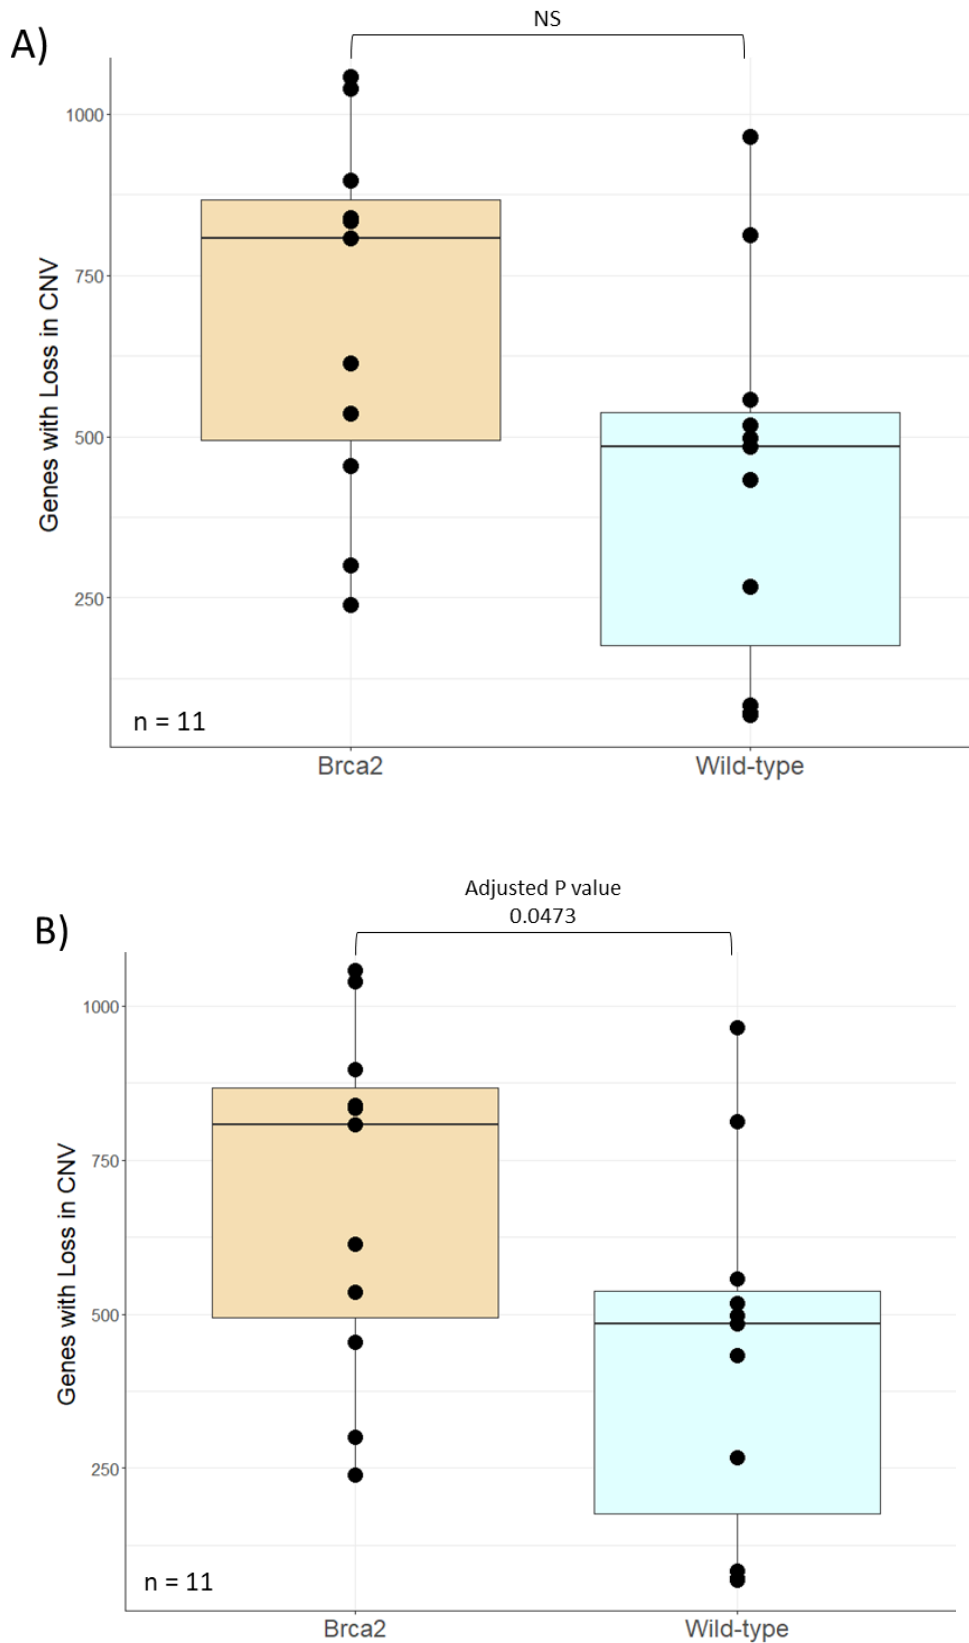 NS
A)
1000
750
500
250
Genes with Loss in CNV
n = 11
Brca2 Wild-type
Adjusted P value
0.0473
B)
1000
750
500
250
Genes with Loss in CNV
n = 11
Brca2 Wild-type